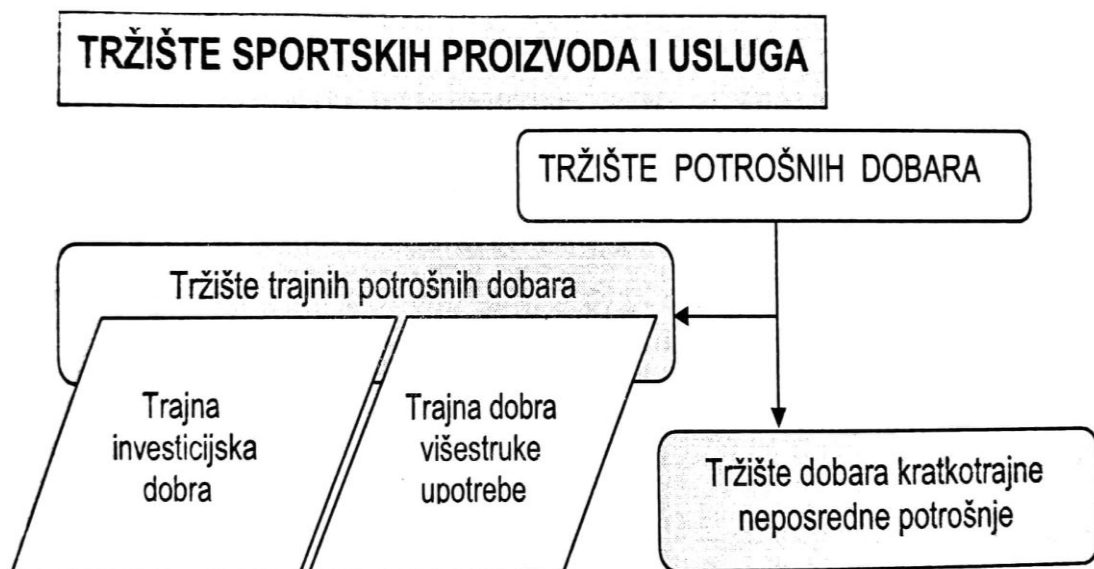 TRŽIŠTE SPORTSKIH PROIZVODA I USLUGA
TRŽIŠTE POTROŠNIH DOBARA
Tržište trajnih potrošnih dobara
Trajna
investicijska
dobra
Trajna dobra
višestruke
upotrebe
Tržište dobara kratkotrajne
neposredne potrošnje